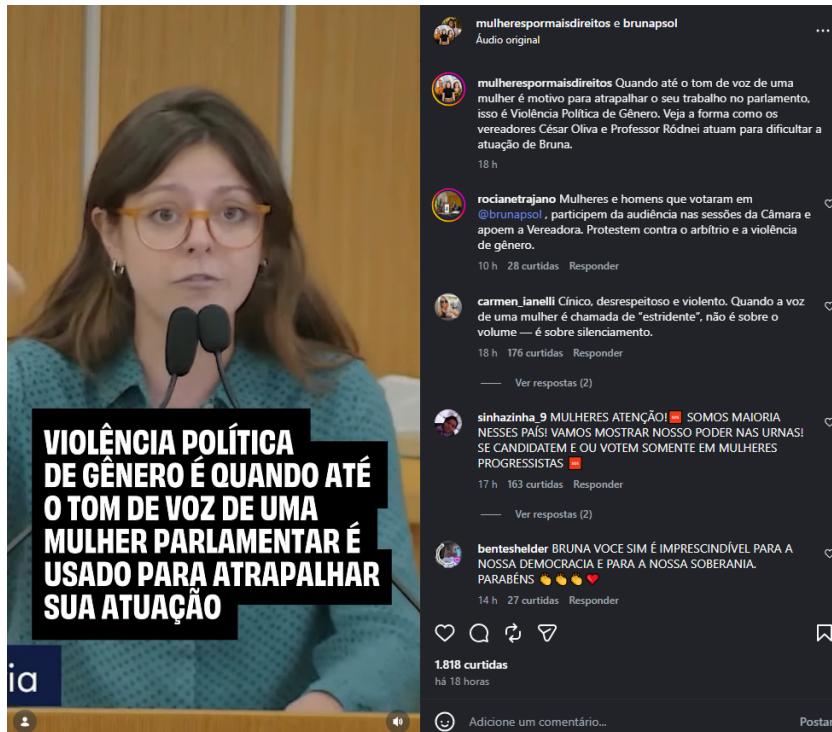 VIOLÊNCIA POLÍTICA
DE GÊNERO É QUANDO ATÉ
O TOM DE VOZ DE UMA
MULHER PARLAMENTAR É
USADO PARA ATRAPALHAR
SUA ATUAÇÃO
ia
mulherespormaisdireitos e brunapsol
Áudio original
mulherespormaisdireitos Quando até o tom de voz de uma
mulher é motivo para atrapalhar o seu trabalho no parlamento,
isso é Violência Política de Gênero. Veja a forma como os
vereadores César Oliva e Professor Ródnei atuam para dificultar a
atuação de Bruna.
18 h
rocianetrajano Mulheres e homens que votaram em
@brunapsol , participem da audiência nas sessões da Câmara e
apoem a Vereadora. Protestem contra o arbítrio e a violência
de gênero.
10 h 28 curtidas Responder
carmen_ianelli Cínico, desrespeitoso e violento. Quando a voz
de uma mulher é chamada de “estridente”, não é sobre o
volume — é sobre silenciamento.
18 h 176 curtidas Responder
Ver respostas (2)
sinhazinha_9 MULHERES ATENÇÃO!🆘 SOMOS MAIORIA
NESSES PAÍS! VAMOS MOSTRAR NOSSO PODER NAS URNAS!
SE CANDIDATEM E OU VOTEM SOMENTE EM MULHERES
PROGRESSISTAS 🆘
17 h 163 curtidas Responder
Ver respostas (2)
benteshelder BRUNA VOCE SIM É IMPRESCINDÍVEL PARA A
NOSSA DEMOCRACIA E PARA A NOSSA SOBERANIA.
PARABÉNS 👏👏👏❤️
14 h 27 curtidas Responder
1.818 curtidas
há 18 horas
Adicione um comentário...
Postar